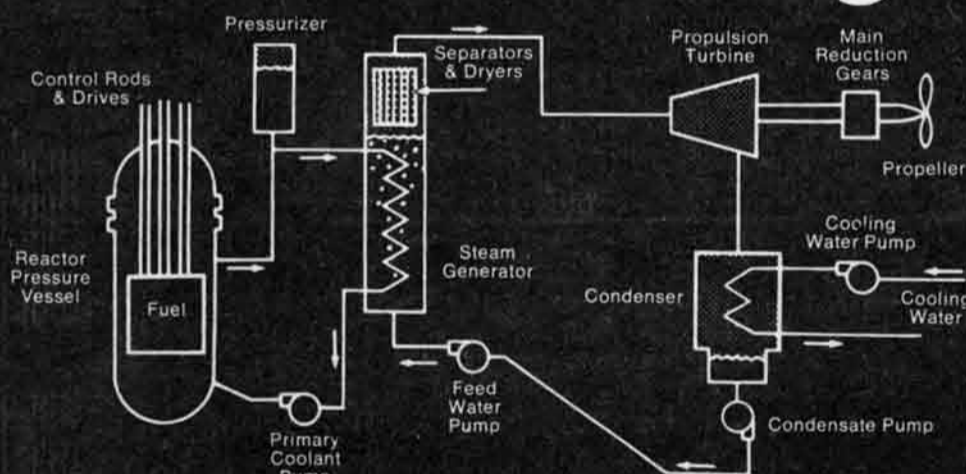 Pressurizer
Control Rods
& Drives
Separators
& Dryers
Propulsion
Turbine
Main
Reduction
Gears
Propeller
Reactor
Pressure
Vessel
Fuel
Steam
Generator
Condenser
Cooling
Water Pump
Cooling
Water
Feed
Water
Pump
Condensate Pump
Primary
Coolant
Pump